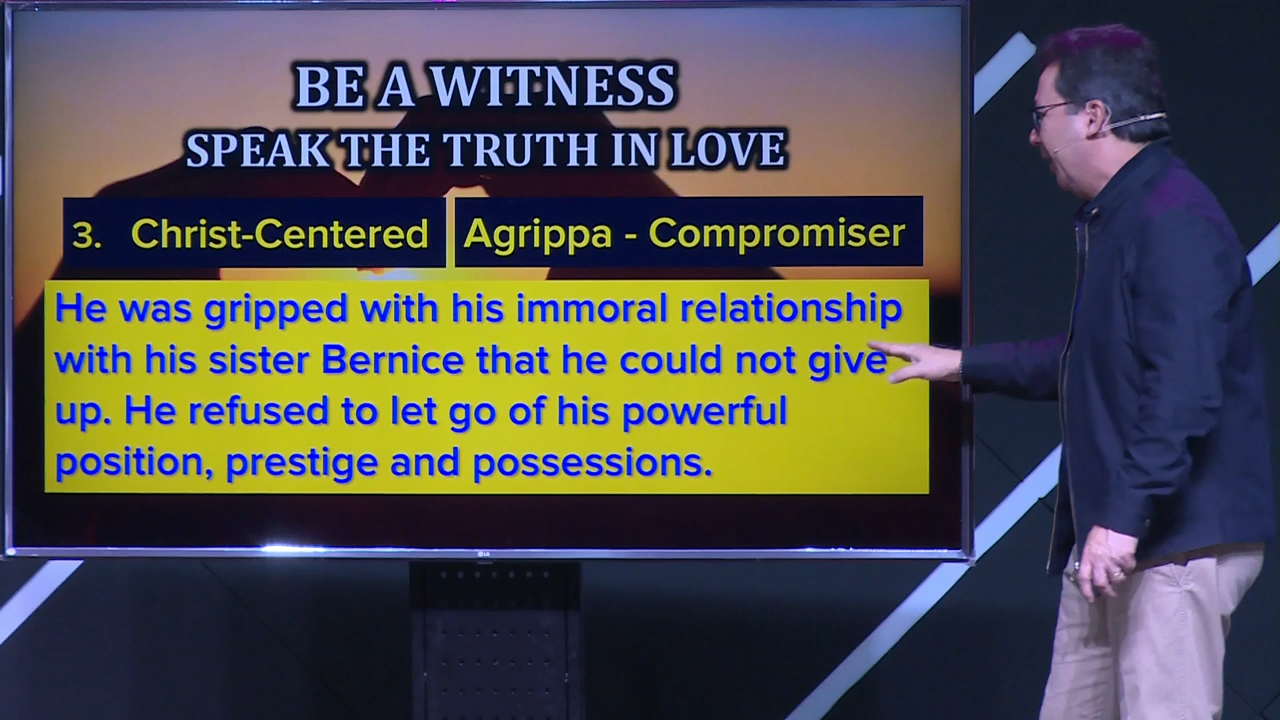 BE A WITNESS
SPEAK THE TRUTH IN LOVE
3. Christ-Centered
Agrippa - Compromiser
He was gripped with his immoral relationship
with his sister Bernice that he could not give
up. He refused to let go of his powerful
position, prestige and possessions.
LG